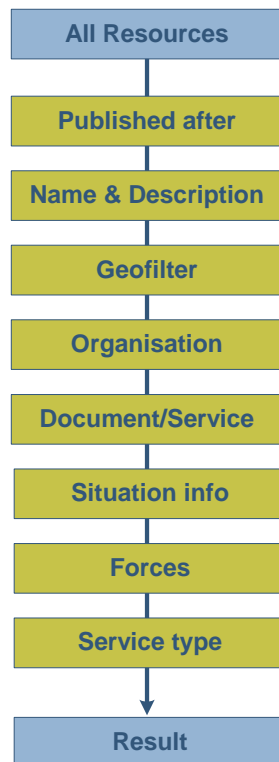 All Resources
Published after
Name & Description
Geofilter
Organisation
Document/Service
Situation info
Forces
Service type
Result